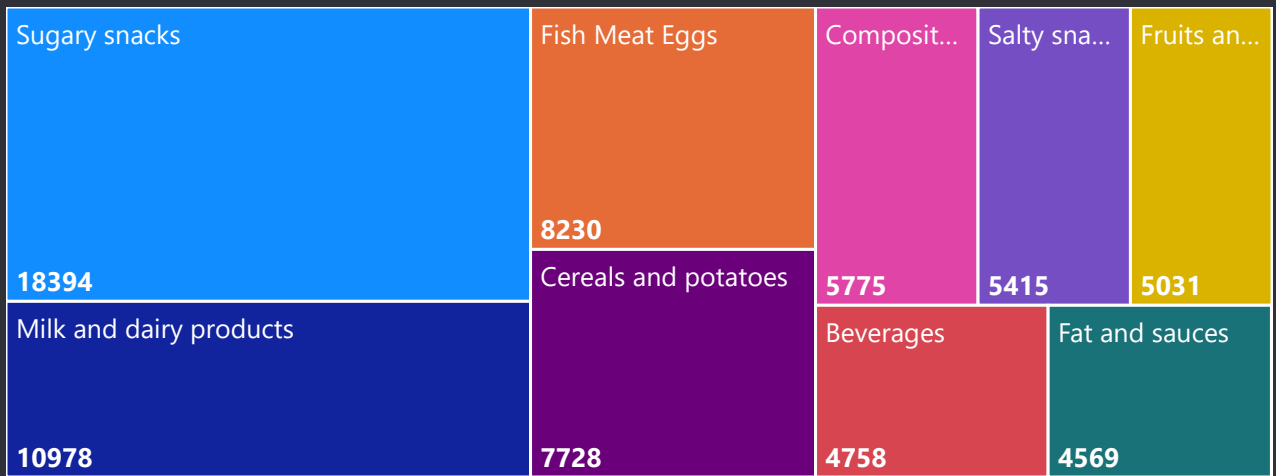 Sugary snacks
18394
Milk and dairy products
10978
Fish Meat Eggs
8230
Cereals and potatoes
7728
Composit...
5775
Salty sna...
5415
Fruits an...
5031
Beverages
4758
Fat and sauces
4569